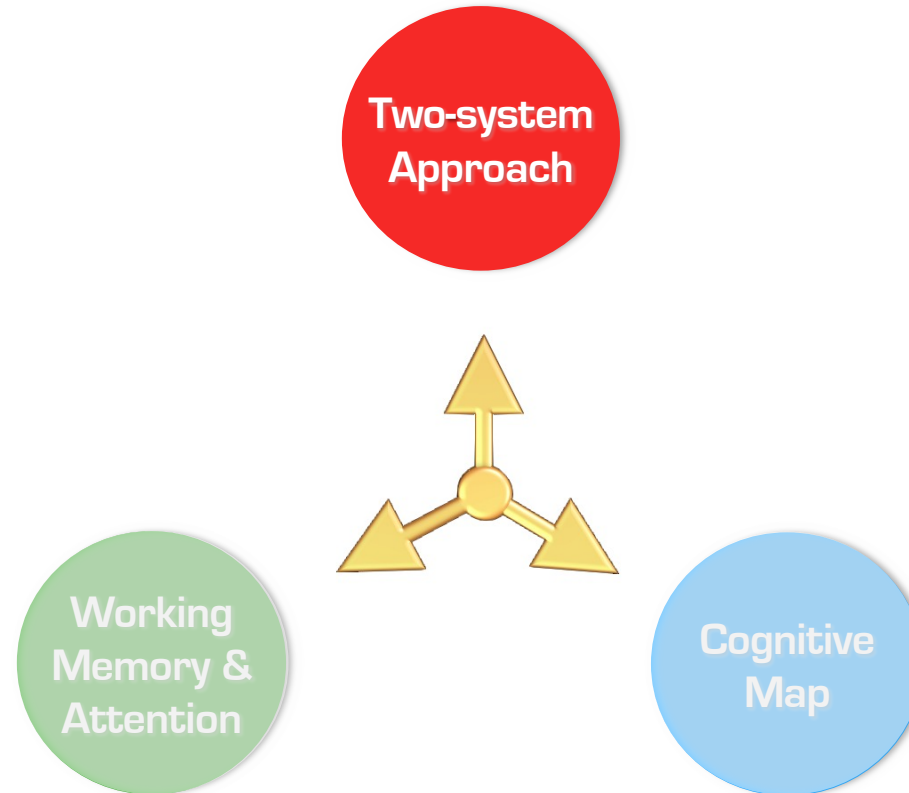 Two-system
Approach
Working
Memory &
Attention
Cognitive
Map